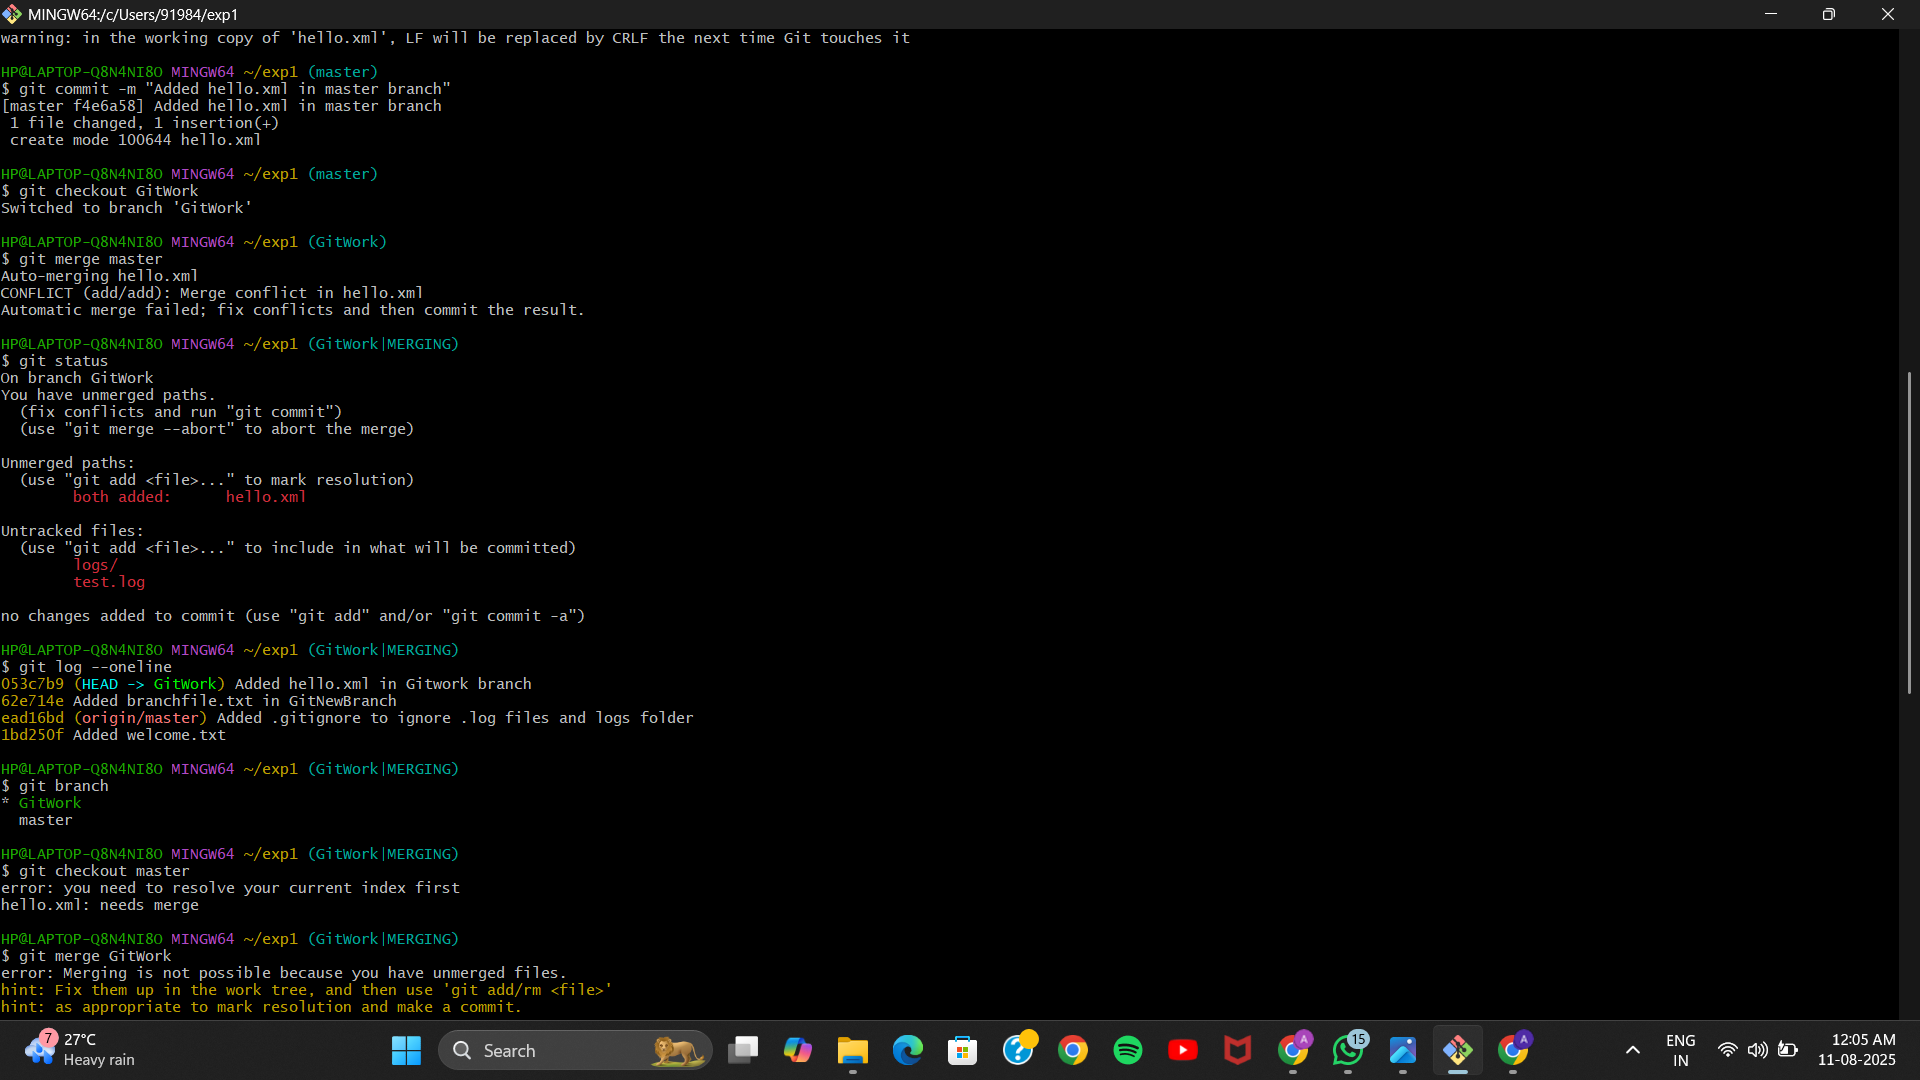 MINGW64:/c/Users/91984/exp1
warning: in the working copy of 'hello.xml', LF will be replaced by CRLF the next time Git touches it
HP@LAPTOP-Q8N4NI8O MINGW64 ~/exp1 (master)
$ git commit -m "Added hello.xml in master branch"
[master f4e6a58] Added hello.xml in master branch
1 file changed, 1 insertion(+)
create mode 100644 hello.xml
HP@LAPTOP-Q8N4NI8O MINGW64 ~/exp1 (master)
$ git checkout GitWork
Switched to branch 'GitWork'
HP@LAPTOP-Q8N4NI8O MINGW64 ~/exp1 (GitWork)
$ git merge master
Auto-merging hello.xml
CONFLICT (add/add): Merge conflict in hello.xml
Automatic merge failed; fix conflicts and then commit the result.
HP@LAPTOP-Q8N4NI8O MINGW64 ~/exp1 (GitWork|MERGING)
$ git status
On branch GitWork
You have unmerged paths.
(fix conflicts and run "git commit")
(use "git merge --abort" to abort the merge)
Unmerged paths:
(use "git add <file>..." to mark resolution)
both added:      hello.xml
Untracked files:
(use "git add <file>..." to include in what will be committed)
logs/
test.log
no changes added to commit (use "git add" and/or "git commit -a")
HP@LAPTOP-Q8N4NI8O MINGW64 ~/exp1 (GitWork|MERGING)
$ git log --oneline
053c7b9 (HEAD -> GitWork) Added hello.xml in Gitwork branch
62e714e Added branchfile.txt in GitNewBranch
ead16bd (origin/master) Added .gitignore to ignore .log files and logs folder
1bd250f Added welcome.txt
HP@LAPTOP-Q8N4NI8O MINGW64 ~/exp1 (GitWork|MERGING)
$ git branch
* GitWork
master
HP@LAPTOP-Q8N4NI8O MINGW64 ~/exp1 (GitWork|MERGING)
$ git checkout master
error: you need to resolve your current index first
hello.xml: needs merge
HP@LAPTOP-Q8N4NI8O MINGW64 ~/exp1 (GitWork|MERGING)
$ git merge GitWork
error: Merging is not possible because you have unmerged files.
hint: Fix them up in the work tree, and then use 'git add/rm <file>'
hint: as appropriate to mark resolution and make a commit.
7
27°C
Heavy rain
Search
A
15
A
ENG
IN
12:05 AM
11-08-2025